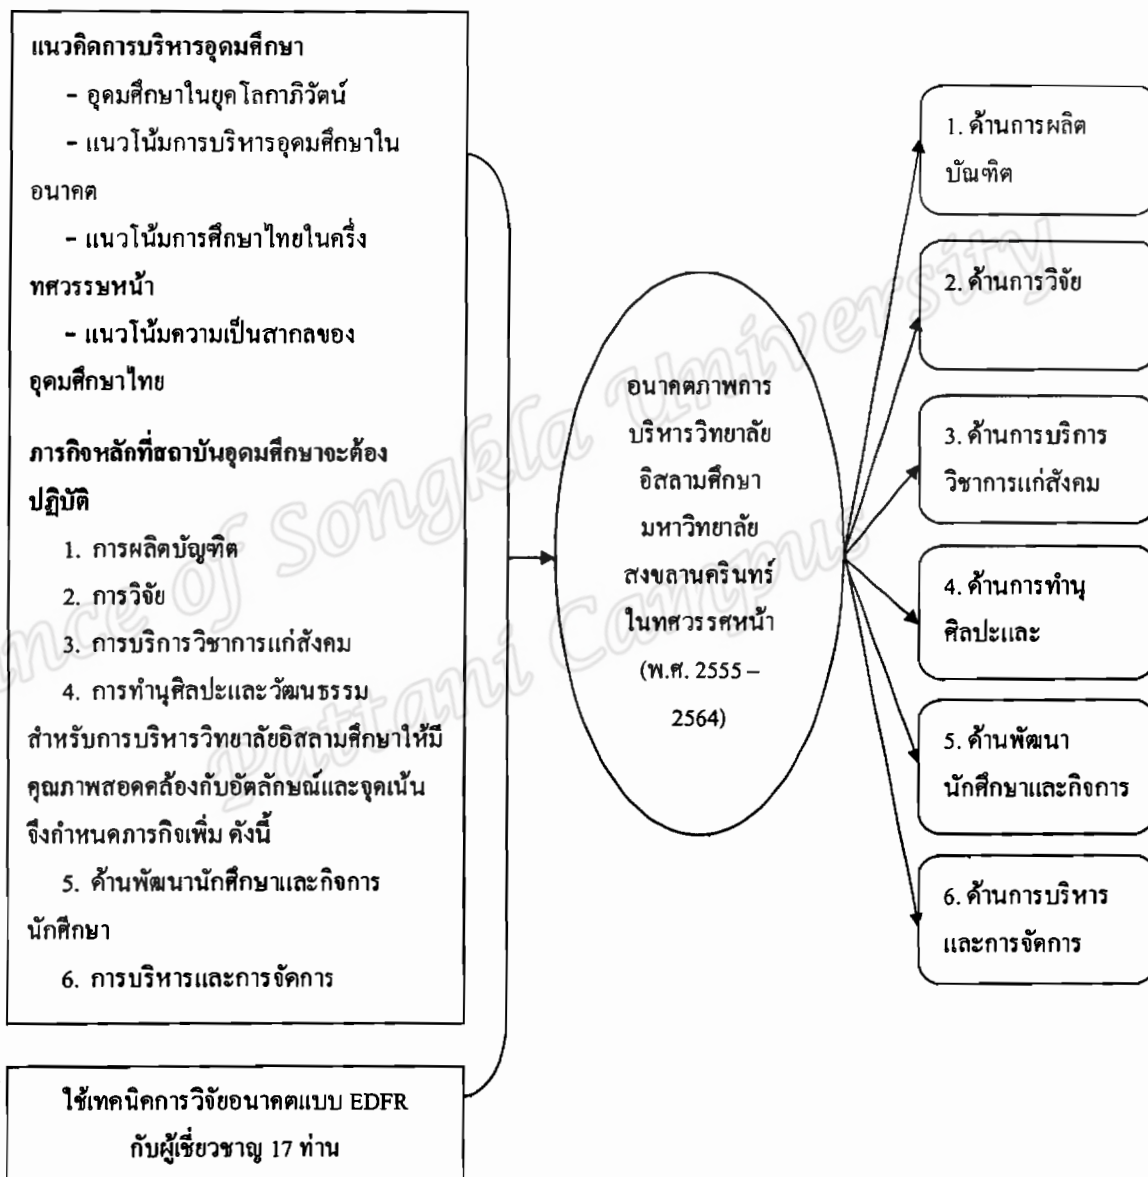 แนวคิดการบริหารอุดมศึกษา
- อุดมศึกษาในยุคโลกาภิวัตน์
- แนวโน้มการบริหารอุดมศึกษาใน
อนาคต
- แนวโน้มการศึกษาไทยในครึ่ง
ทศวรรษหน้า
- แนวโน้มความเป็นสากลของ
อุดมศึกษาไทย
ภารกิจหลักที่สถาบันอุดมศึกษาจะต้อง
ปฏิบัติ
1. การผลิตบัญฑิต
2. การวิจัย
3. การบริการวิชาการแก่สังคม
4. การทำนุศิลปะและวัฒนธรรม
สำหรับการบริหารวิทยาลัยอิสลามศึกษาให้มี
คุณภาพสอดคล้องกับอัตลักษณ์และจุดเน้น
จึงกำหนดภารกิจเพิ่ม ดังนี้
5. ด้านพัฒนานักศึกษาและกิจการ
นักศึกษา
6. การบริหารและการจัดการ
ใช้เทคนิคการวิจัยอนาคตแบบ EDFR
กับผู้เชี่ยวชาญ 17 ท่าน
อนาคตภาพการ
บริหารวิทยาลัย
อิสลามศึกษา
มหาวิทยาลัย
สงขลานครินทร์
ในทศวรรศหน้า
(พ.ศ. 2555 –
2564)
1. ด้านการผลิต
บัณฑิต
2. ด้านการวิจัย
3. ด้านการบริการ
วิชาการแก่สังคม
4. ด้านการทำนุ
ศิลปะและ
5. ด้านพัฒนา
นักศึกษาและกิจการ
6. ด้านการบริหาร
และการจัดการ
nce of Songkla University
Pattani Campus